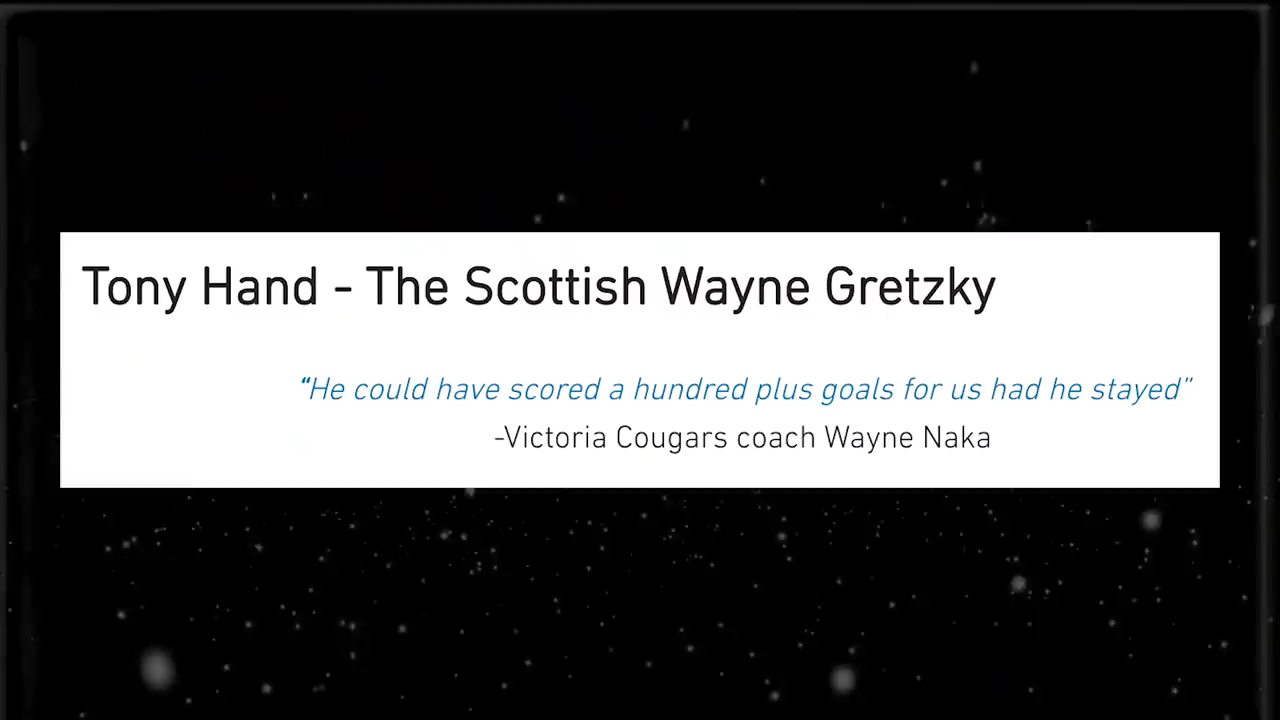 Tony Hand - The Scottish Wayne Gretzky
“He could have scored a hundred plus goals for us had he stayed”
-Victoria Cougars coach Wayne Naka